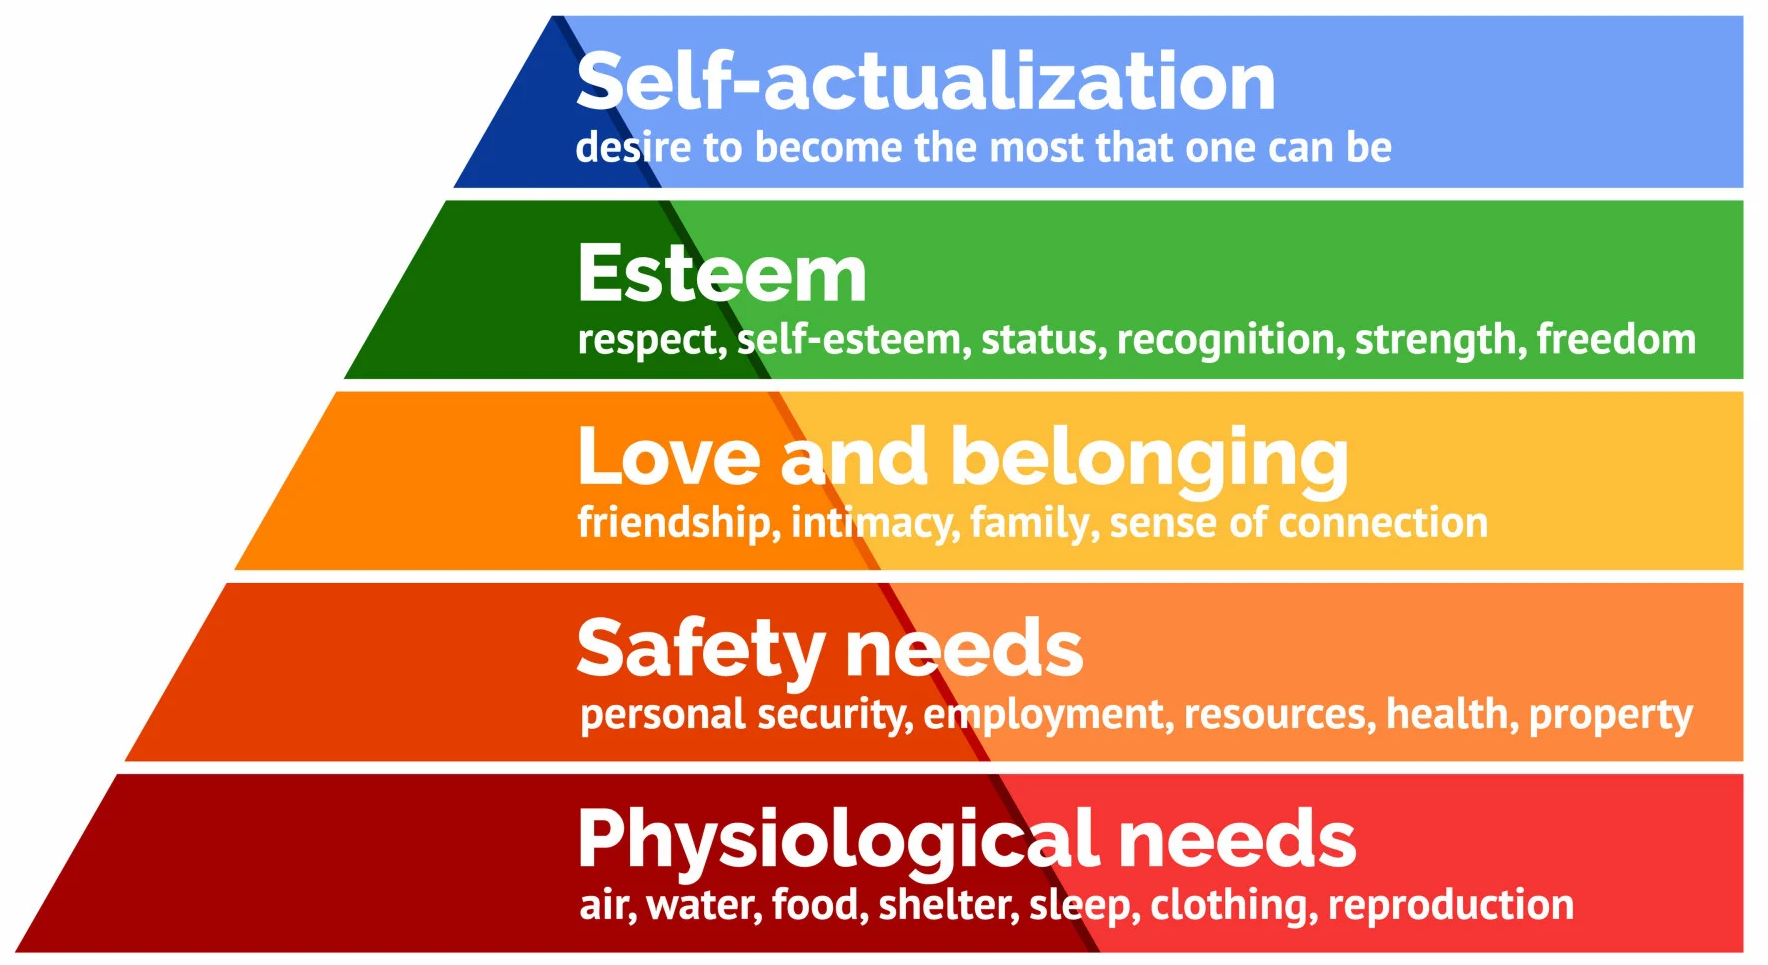 Self-actualization
desire to become the most that one can be
Esteem
respect, self-esteem, status, recognition, strength, freedom
Love and belonging
friendship, intimacy, family, sense of connection
Safety needs
personal security, employment, resources, health, property
Physiological needs
air, water, food, shelter, sleep, clothing, reproduction